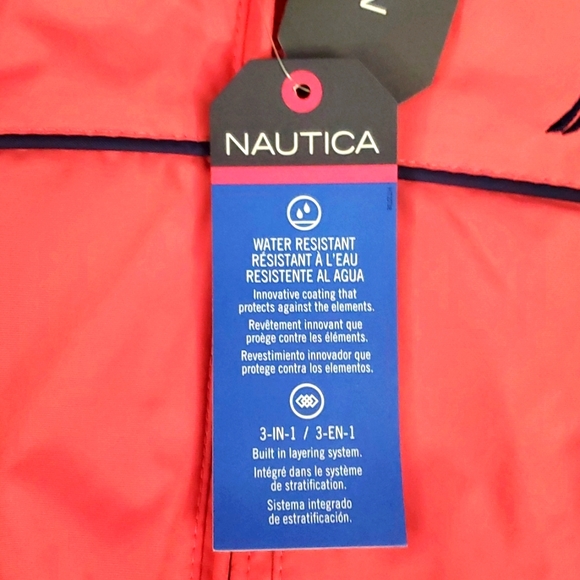 NAUTICA
WATER RESISTANT
RÉSISTANT À L'EAU
RESISTENTE AL AGUA
Innovative coating that
protects against the elements.
Revêtement innovant que
proège contre les éléments.
Revestimiento innovador que
protege contra los elementos.
3-IN-1 / 3-EN-1
Built in layering system.
Intégré dans le système
de stratification.
Sistema integrado
de estratificación.